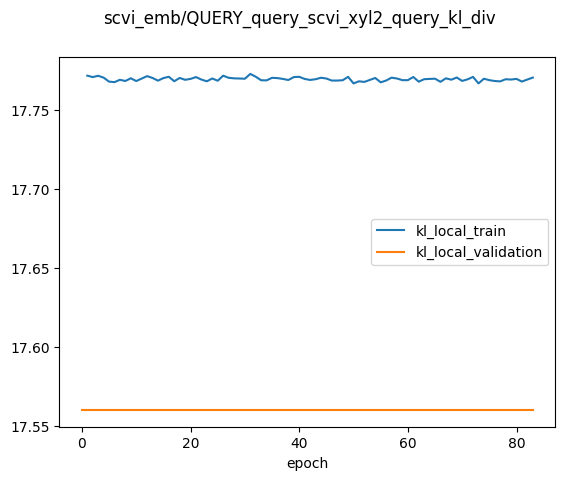 scvi_emb/QUERY_query_scvi_xyl2_query_kl_div
17.75
17.70
17.65
17.60
17.55
kl_local_train
kl_local_validation
0
20
40
60
80
epoch